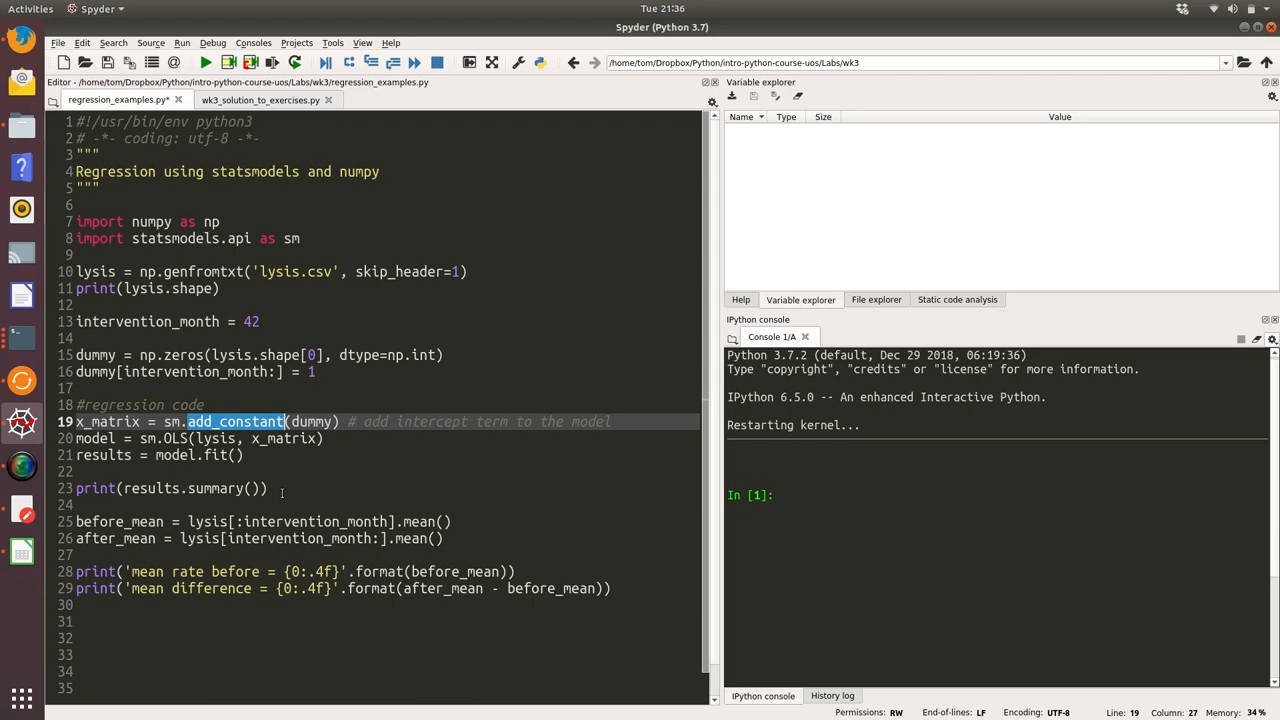 Activities
Spyder
Tue 21:36
Spyder (Python 3.7)
File Edit Search Source Run Debug Consoles Projects Tools View Help
/home/tom/Dropbox/Python/intro-python-course-uos/Labs/wk3
Editor - /home/tom/Dropbox/Python/intro-python-course-uos/Labs/wk3/regression_examples.py
regression_examples.py*
wk3_solution_to_exercises.py
1 #!/usr/bin/env python3
2 # -*- coding: utf-8 -*-
3 """
4 Regression using statsmodels and numpy
5 """
6
7 import numpy as np
8 import statsmodels.api as sm
9
10 lysis = np.genfromtxt('lysis.csv', skip_header=1)
11 print(lysis.shape)
12
13 intervention_month = 42
14
15 dummy = np.zeros(lysis.shape[0], dtype=np.int)
16 dummy[intervention_month:] = 1
17
18 #regression code
19 x_matrix = sm.add_constant(dummy) # add intercept term to the model
20 model = sm.OLS(lysis, x_matrix)
21 results = model.fit()
22
23 print(results.summary())
24
25 before_mean = lysis[:intervention_month].mean()
26 after_mean = lysis[intervention_month:].mean()
27
28 print('mean rate before = {0:.4f}'.format(before_mean))
29 print('mean difference = {0:.4f}'.format(after_mean - before_mean))
30
31
32
33
34
35
Variable explorer
Name Type Size Value
Help Variable explorer File explorer Static code analysis
IPython console
Console 1/A
Python 3.7.2 (default, Dec 29 2018, 06:19:36)
Type "copyright", "credits" or "license" for more information.
IPython 6.5.0 -- An enhanced Interactive Python.
Restarting kernel...
In [1]:
IPython console History log
Permissions: RW End-of-lines: LF Encoding: UTF-8 Line: 19 Column: 27 Memory: 34 %